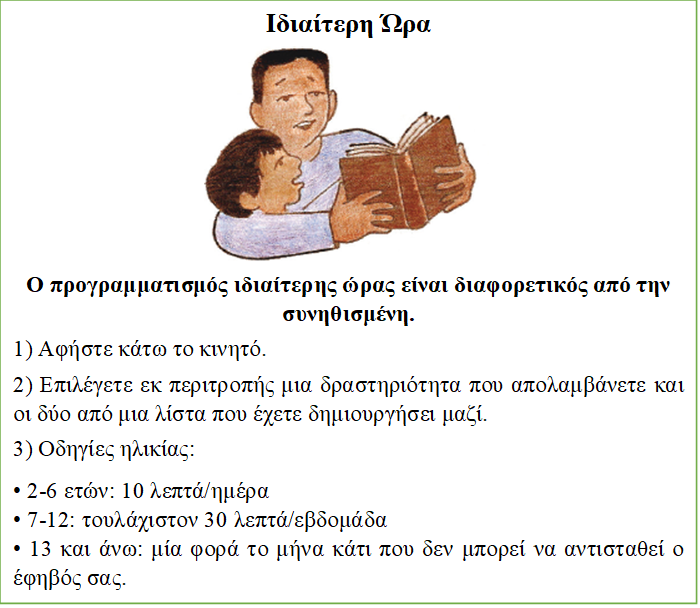 Ιδιαίτερη Ώρα
Ο προγραμματισμός ιδιαίτερης ώρας είναι διαφορετικός από την
συνηθισμένη.
1) Αφήστε κάτω το κινητό.
2) Επιλέγετε εκ περιτροπής μια δραστηριότητα που απολαμβάνετε και
οι δύο από μια λίστα που έχετε δημιουργήσει μαζί.
3) Οδηγίες ηλικίας:
• 2-6 ετών: 10 λεπτά/ημέρα
• 7-12: τουλάχιστον 30 λεπτά/εβδομάδα
• 13 και άνω: μία φορά το μήνα κάτι που δεν μπορεί να αντισταθεί ο
έφηβός σας.